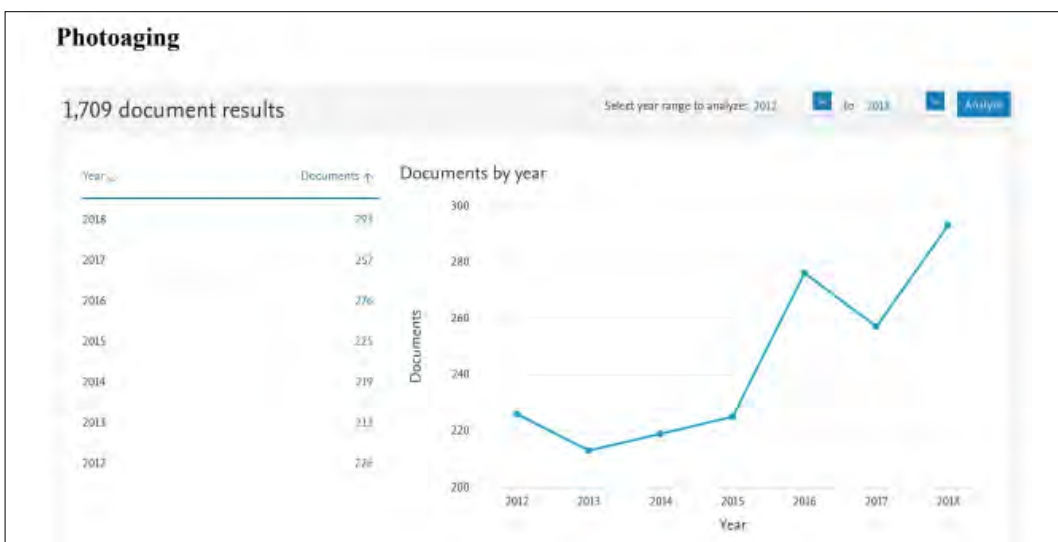 Photoaging
1,709 document results
Select year range to analyze: 2012 to 2018 Analyze
Year Documents
2018 293
2017 257
2016 276
2015 225
2014 219
2013 213
2012 226
Documents by year
300
280
260
240
220
200
Documents
2012 2013 2014 2015 2016 2017 2018
Year